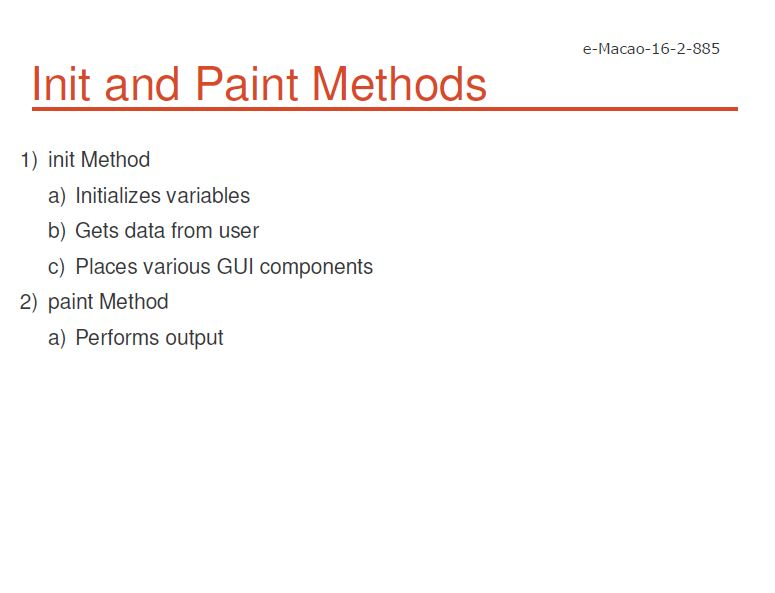 e-Macao-16-2-885
Init and Paint Methods
1) init Method
a) Initializes variables
b) Gets data from user
c) Places various GUI components
2) paint Method
a) Performs output